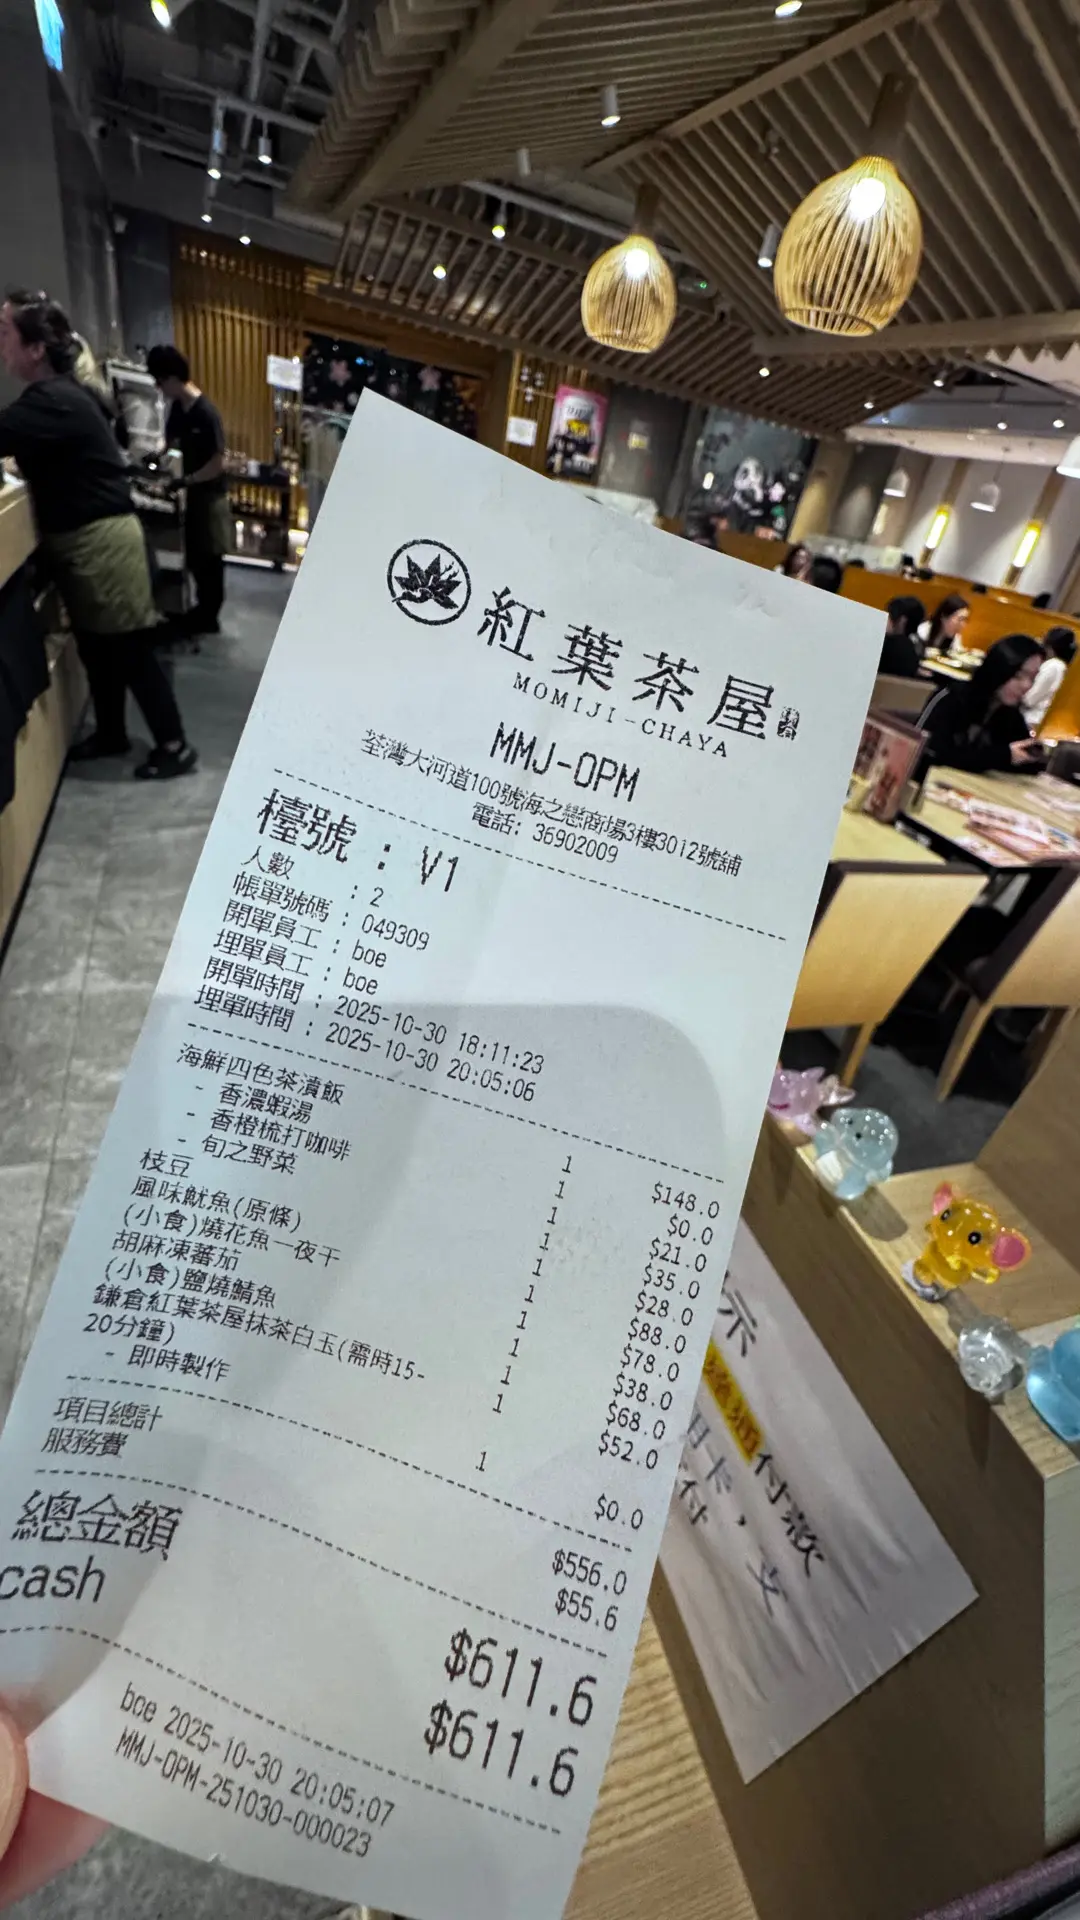 紅葉茶屋
MOMIJI-CHAYA
MMJ-OPM
荃灣大河道100號海之戀商場3樓3012號舖
電話: 36902009
檯號 : V1
人數 : 2
帳單號碼 : 049309
開單員工 : boe
埋單員工 : boe
開單時間 : 2025-10-30 18:11:23
埋單時間 : 2025-10-30 20:05:06
海鮮四色茶漬飯 1 $148.0
- 香濃蝦湯 1 $0.0
- 香橙梳打咖啡 1 $21.0
- 旬之野菜 1 $35.0
枝豆 1 $28.0
風味魷魚(原條) 1 $88.0
(小食)燒花魚一夜干 1 $78.0
胡麻凍蕃茄 1 $38.0
(小食)鹽燒鯖魚 1 $68.0
鎌倉紅葉茶屋抹茶白玉(需時15- 1 $52.0
20分鐘)
- 即時製作 1 $0.0
項目總計 $556.0
服務費 $55.6
總金額 $611.6
cash $611.6
boe 2025-10-30 20:05:07
MMJ-OPM-251030-000023
示
付款
用卡，
付